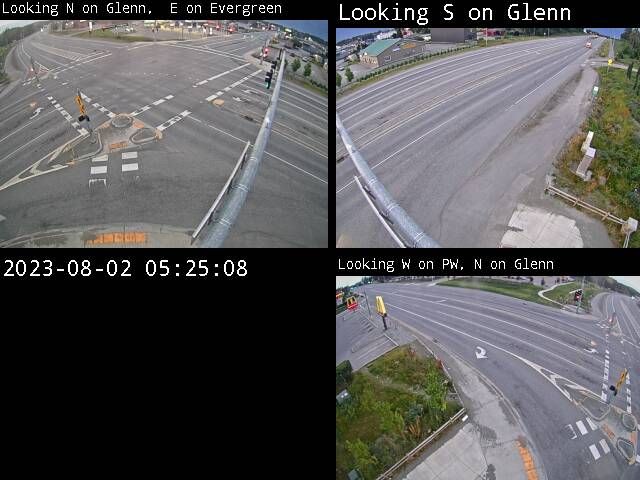 Looking N on Glenn,  E on Evergreen
Looking S on Glenn
2023-08-02 05:25:08
Looking W on PW, N on Glenn